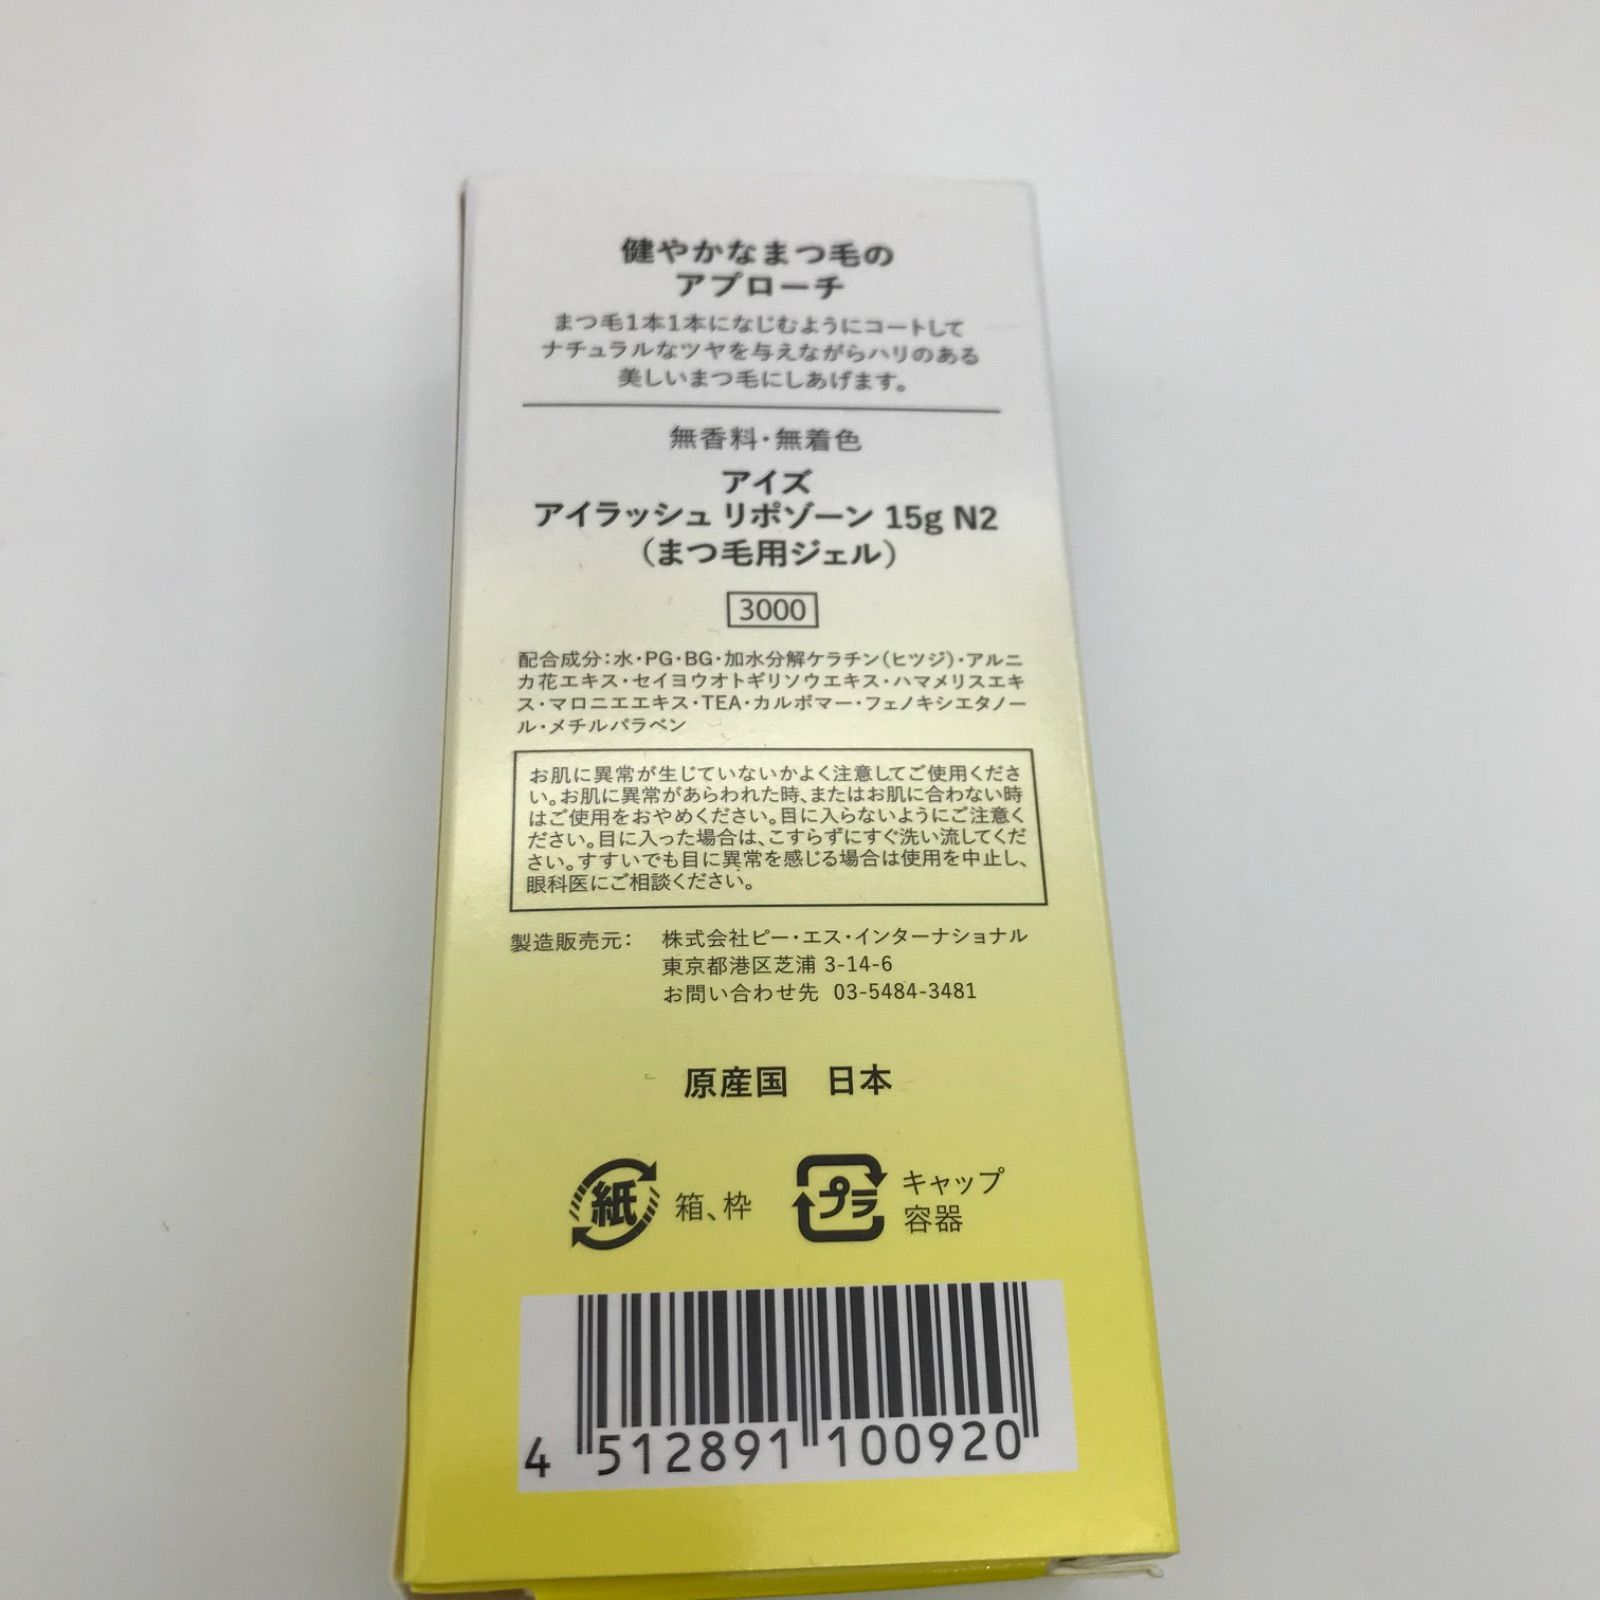 健やかなまつ毛の
アプローチ
まつ毛1本1本になじむようにコートして
ナチュラルなツヤを与えながらハリのある
美しいまつ毛にしあげます。
無香料・無着色
アイズ
アイラッシュ リポゾーン 15g N2
(まつ毛用ジェル)
3000
配合成分:水・PG・BG・加水分解ケラチン(ヒツジ)・アルニ
カ花エキス・セイヨウオトギリソウエキス・ハマメリスエキ
ス・マロニエエキス・TEA・カルボマー・フェノキシエタノー
ル・メチルパラベン
お肌に異常が生じていないかよく注意してご使用くださ
い。お肌に異常があらわれた時、またはお肌に合わない時
はご使用をおやめください。目に入らないようにご注意く
ださい。目に入った場合は、こすらずにすぐ洗い流してくだ
さい。すすいでも目に異常を感じる場合は使用を中止し、
眼科医にご相談ください。
製造販売元: 株式会社ピー・エス・インターナショナル
東京都港区芝浦 3-14-6
お問い合わせ先 03-5484-3481
原産国 日本
紙 箱、枠 プラ キャップ
容器
4 512891 100920